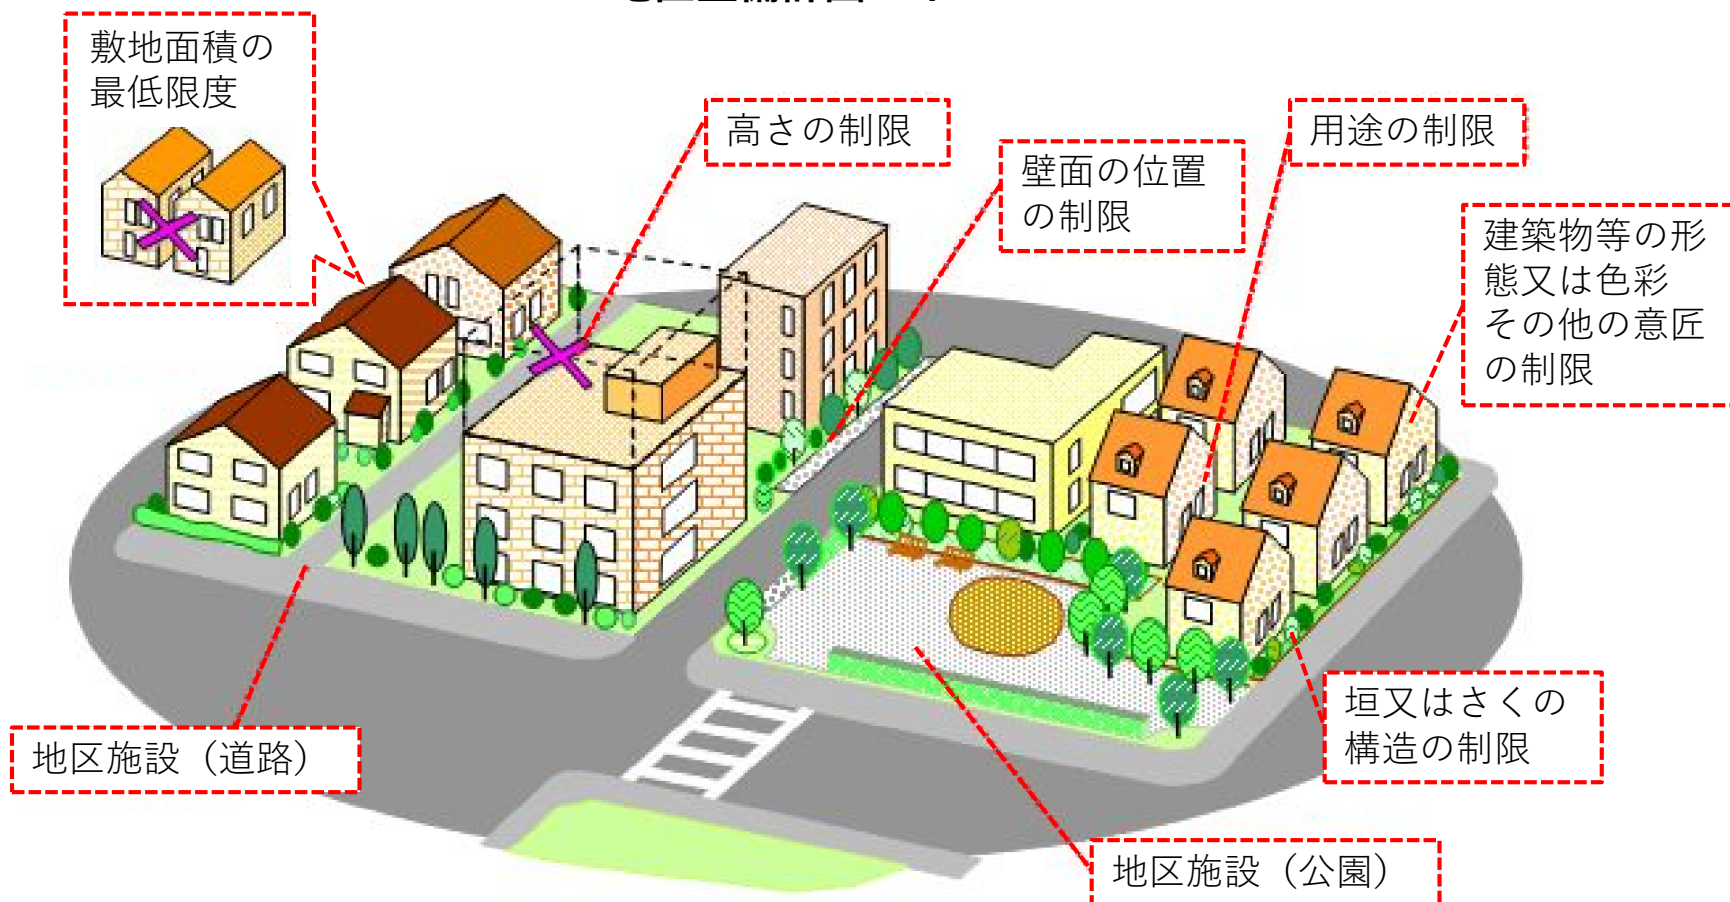 敷地面積の
最低限度
高さの制限
用途の制限
壁面の位置
の制限
建築物等の形
態又は色彩
その他の意匠
の制限
地区施設（道路）
垣又はさくの
構造の制限
地区施設（公園）